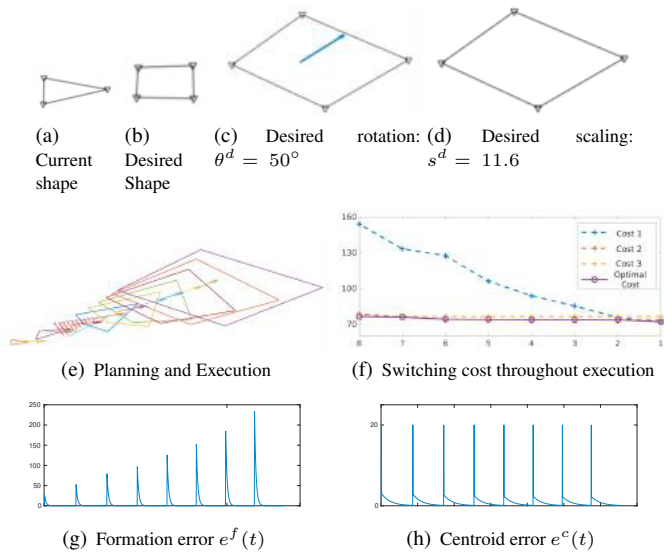 (a) Current shape
(b) Desired Shape
(c) Desired rotation: θ^d = 50°
(d) Desired scaling: s^d = 11.6
160
130
100
70
8 7 6 5 4 3 2 1
Cost 1
Cost 2
Cost 3
Optimal Cost
(e) Planning and Execution
(f) Switching cost throughout execution
250
200
150
100
50
0
20
0
(g) Formation error e^f(t)
(h) Centroid error e^c(t)